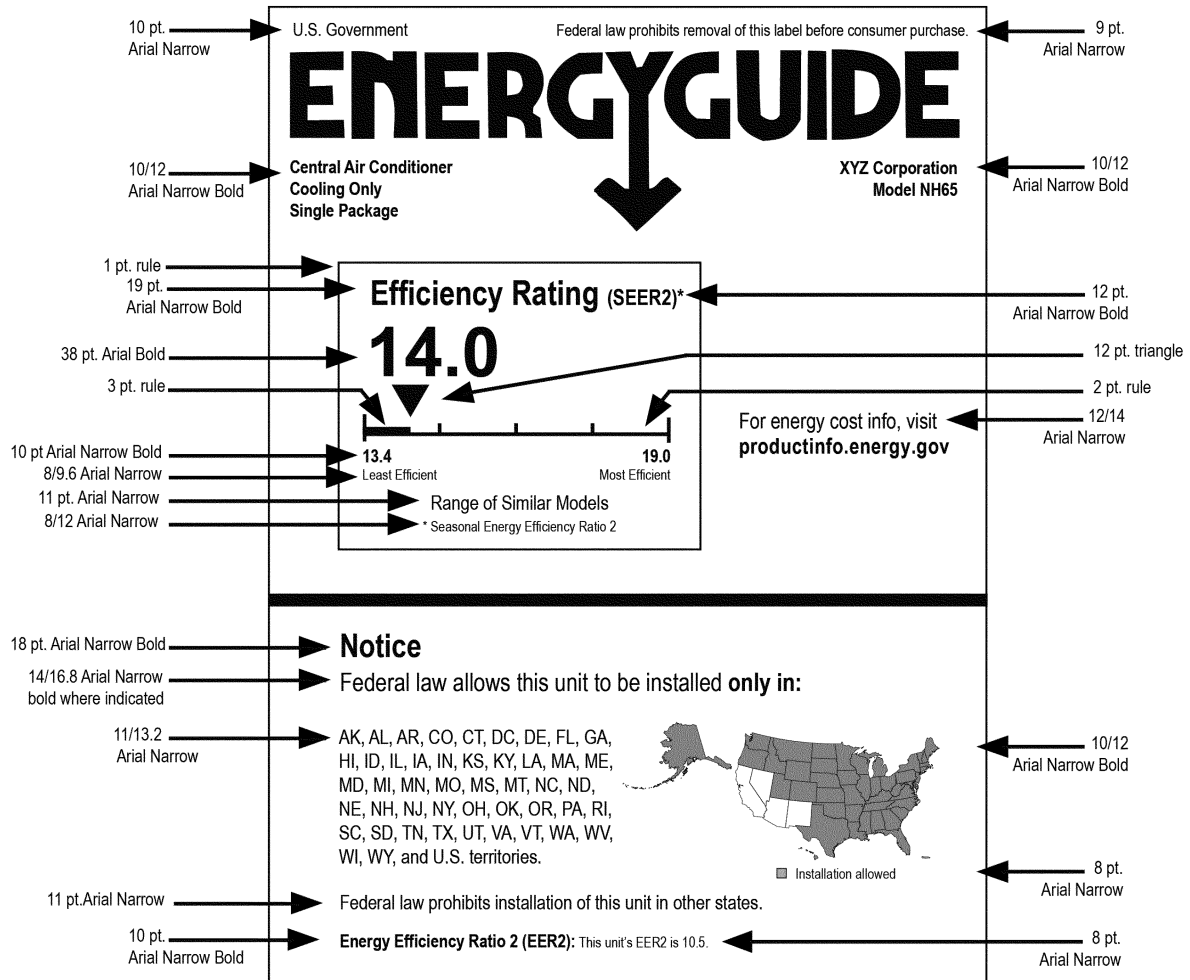 10 pt.
Arial Narrow
U.S. Government
Federal law prohibits removal of this label before consumer purchase.
9 pt.
Arial Narrow
ENERGYGUIDE
10/12
Arial Narrow Bold
Central Air Conditioner
Cooling Only
Single Package
XYZ Corporation
Model NH65
10/12
Arial Narrow Bold
1 pt. rule
19 pt.
Arial Narrow Bold
Efficiency Rating (SEER2)*
12 pt.
Arial Narrow Bold
38 pt. Arial Bold
14.0
12 pt. triangle
3 pt. rule
2 pt. rule
For energy cost info, visit
productinfo.energy.gov
12/14
Arial Narrow
10 pt Arial Narrow Bold
13.4
19.0
8/9.6 Arial Narrow
Least Efficient
Most Efficient
11 pt. Arial Narrow
Range of Similar Models
8/12 Arial Narrow
* Seasonal Energy Efficiency Ratio 2
18 pt. Arial Narrow Bold
Notice
14/16.8 Arial Narrow
bold where indicated
Federal law allows this unit to be installed only in:
11/13.2
Arial Narrow
AK, AL, AR, CO, CT, DC, DE, FL, GA,
HI, ID, IL, IA, IN, KS, KY, LA, MA, ME,
MD, MI, MN, MO, MS, MT, NC, ND,
NE, NH, NJ, NY, OH, OK, OR, PA, RI,
SC, SD, TN, TX, UT, VA, VT, WA, WV,
WI, WY, and U.S. territories.
10/12
Arial Narrow Bold
Installation allowed
8 pt.
Arial Narrow
11 pt.Arial Narrow
Federal law prohibits installation of this unit in other states.
10 pt.
Arial Narrow Bold
Energy Efficiency Ratio 2 (EER2): This unit's EER2 is 10.5.
8 pt.
Arial Narrow